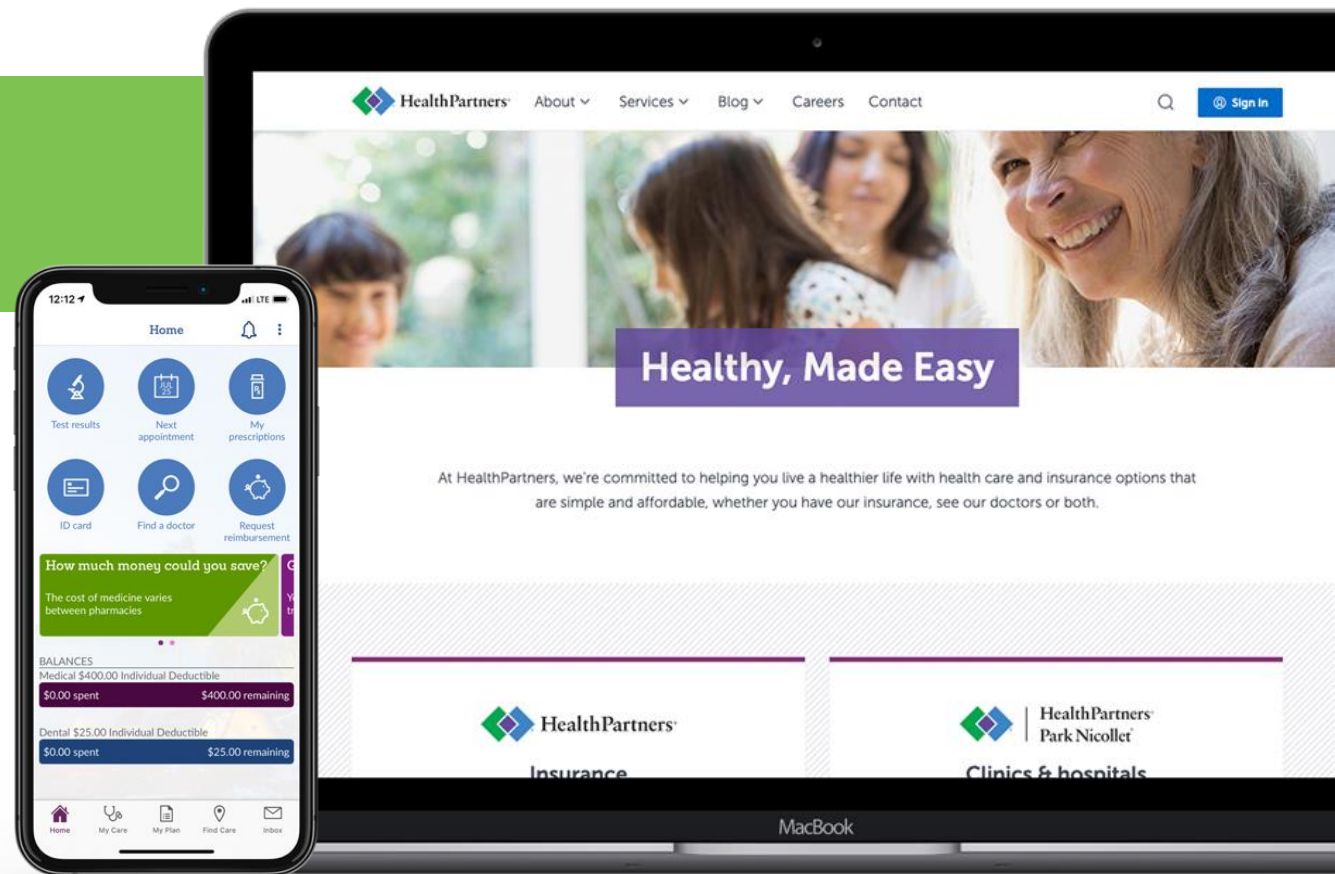 HealthPartners
About
Services
Blog
Careers
Contact
Sign In
Healthy, Made Easy
At HealthPartners, we're committed to helping you live a healthier life with health care and insurance options that
are simple and affordable, whether you have our insurance, see our doctors or both.
HealthPartners
Insurance
HealthPartners
Park Nicollet
Clinics & hospitals
MacBook
12:12
LTE
Home
JUL
25
Test results
Next
appointment
My
prescriptions
ID card
Find a doctor
Request
reimbursement
How much money could you save?
The cost of medicine varies
between pharmacies
BALANCES
Medical $400.00 Individual Deductible
$0.00 spent
$400.00 remaining
Dental $25.00 Individual Deductible
$0.00 spent
$25.00 remaining
Home
My Care
My Plan
Find Care
Inbox